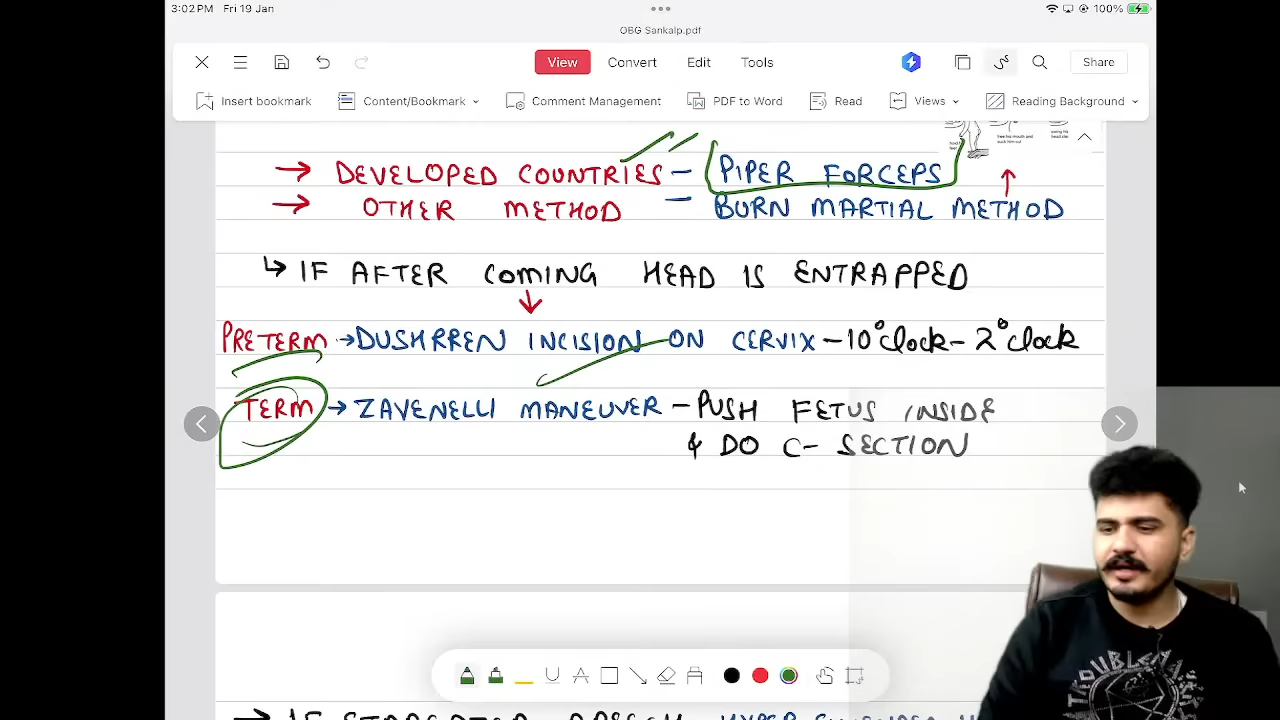 3:02PM Fri 19 Jan
100%
OBG Sankalp.pdf
View Convert Edit Tools Share
Insert bookmark Content/Bookmark Comment Management PDF to Word Read Views Reading Background
→ DEVELOPED COUNTRIES – PIPER FORCEPS
→ OTHER METHOD – BURN MARTIAL METHOD
↳ IF AFTER COMING HEAD IS ENTRAPPED
PRETERM → DUSHRREN INCISION ON CERVIX – 10°clock – 2°clock
TERM → ZAVENELLI MANEUVER – PUSH FETUS INSIDE
& DO C- SECTION